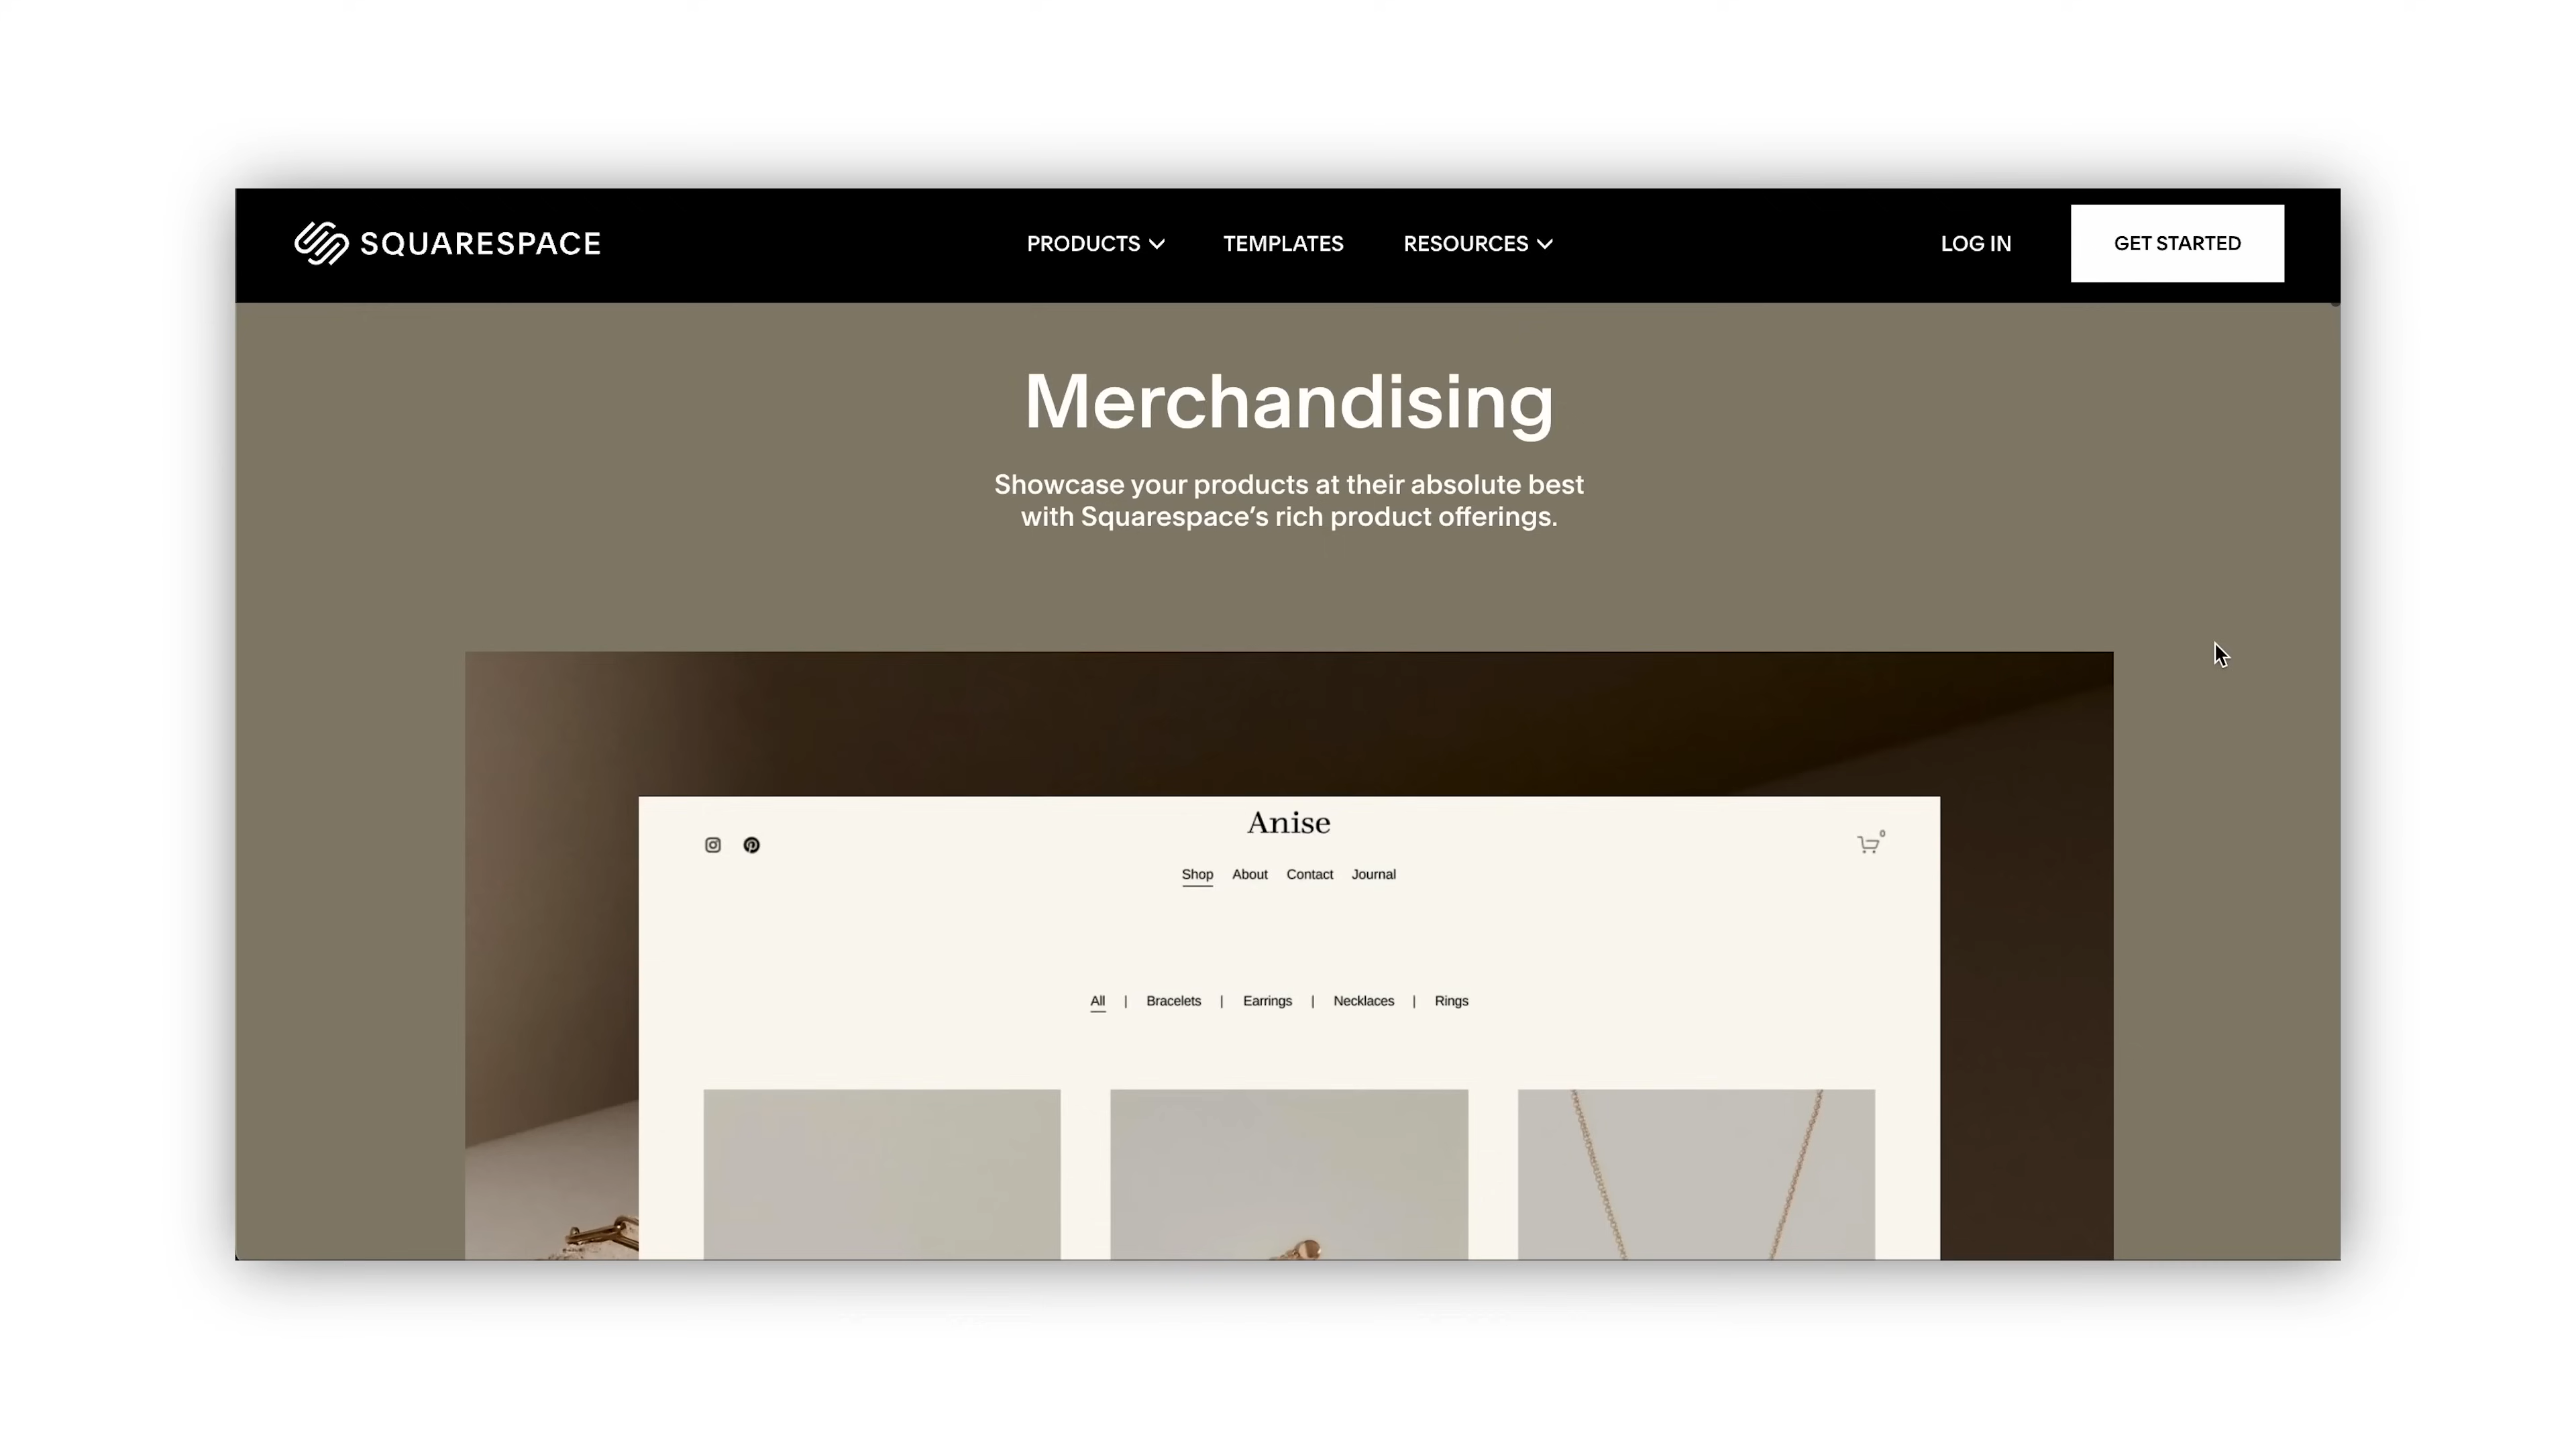 SQUARESPACE
PRODUCTS
TEMPLATES
RESOURCES
LOG IN
GET STARTED
Merchandising
Showcase your products at their absolute best
with Squarespace’s rich product offerings.
Anise
0
Shop About Contact Journal
All | Bracelets | Earrings | Necklaces | Rings